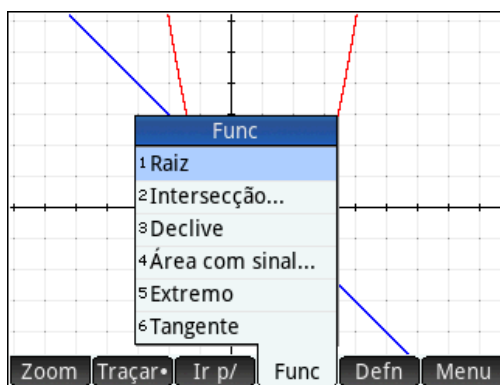 Func
1 Raiz
2 Intersecção...
3 Declive
4 Área com sinal...
5 Extremo
6 Tangente
Zoom Traçar• Ir p/ Func Defn Menu